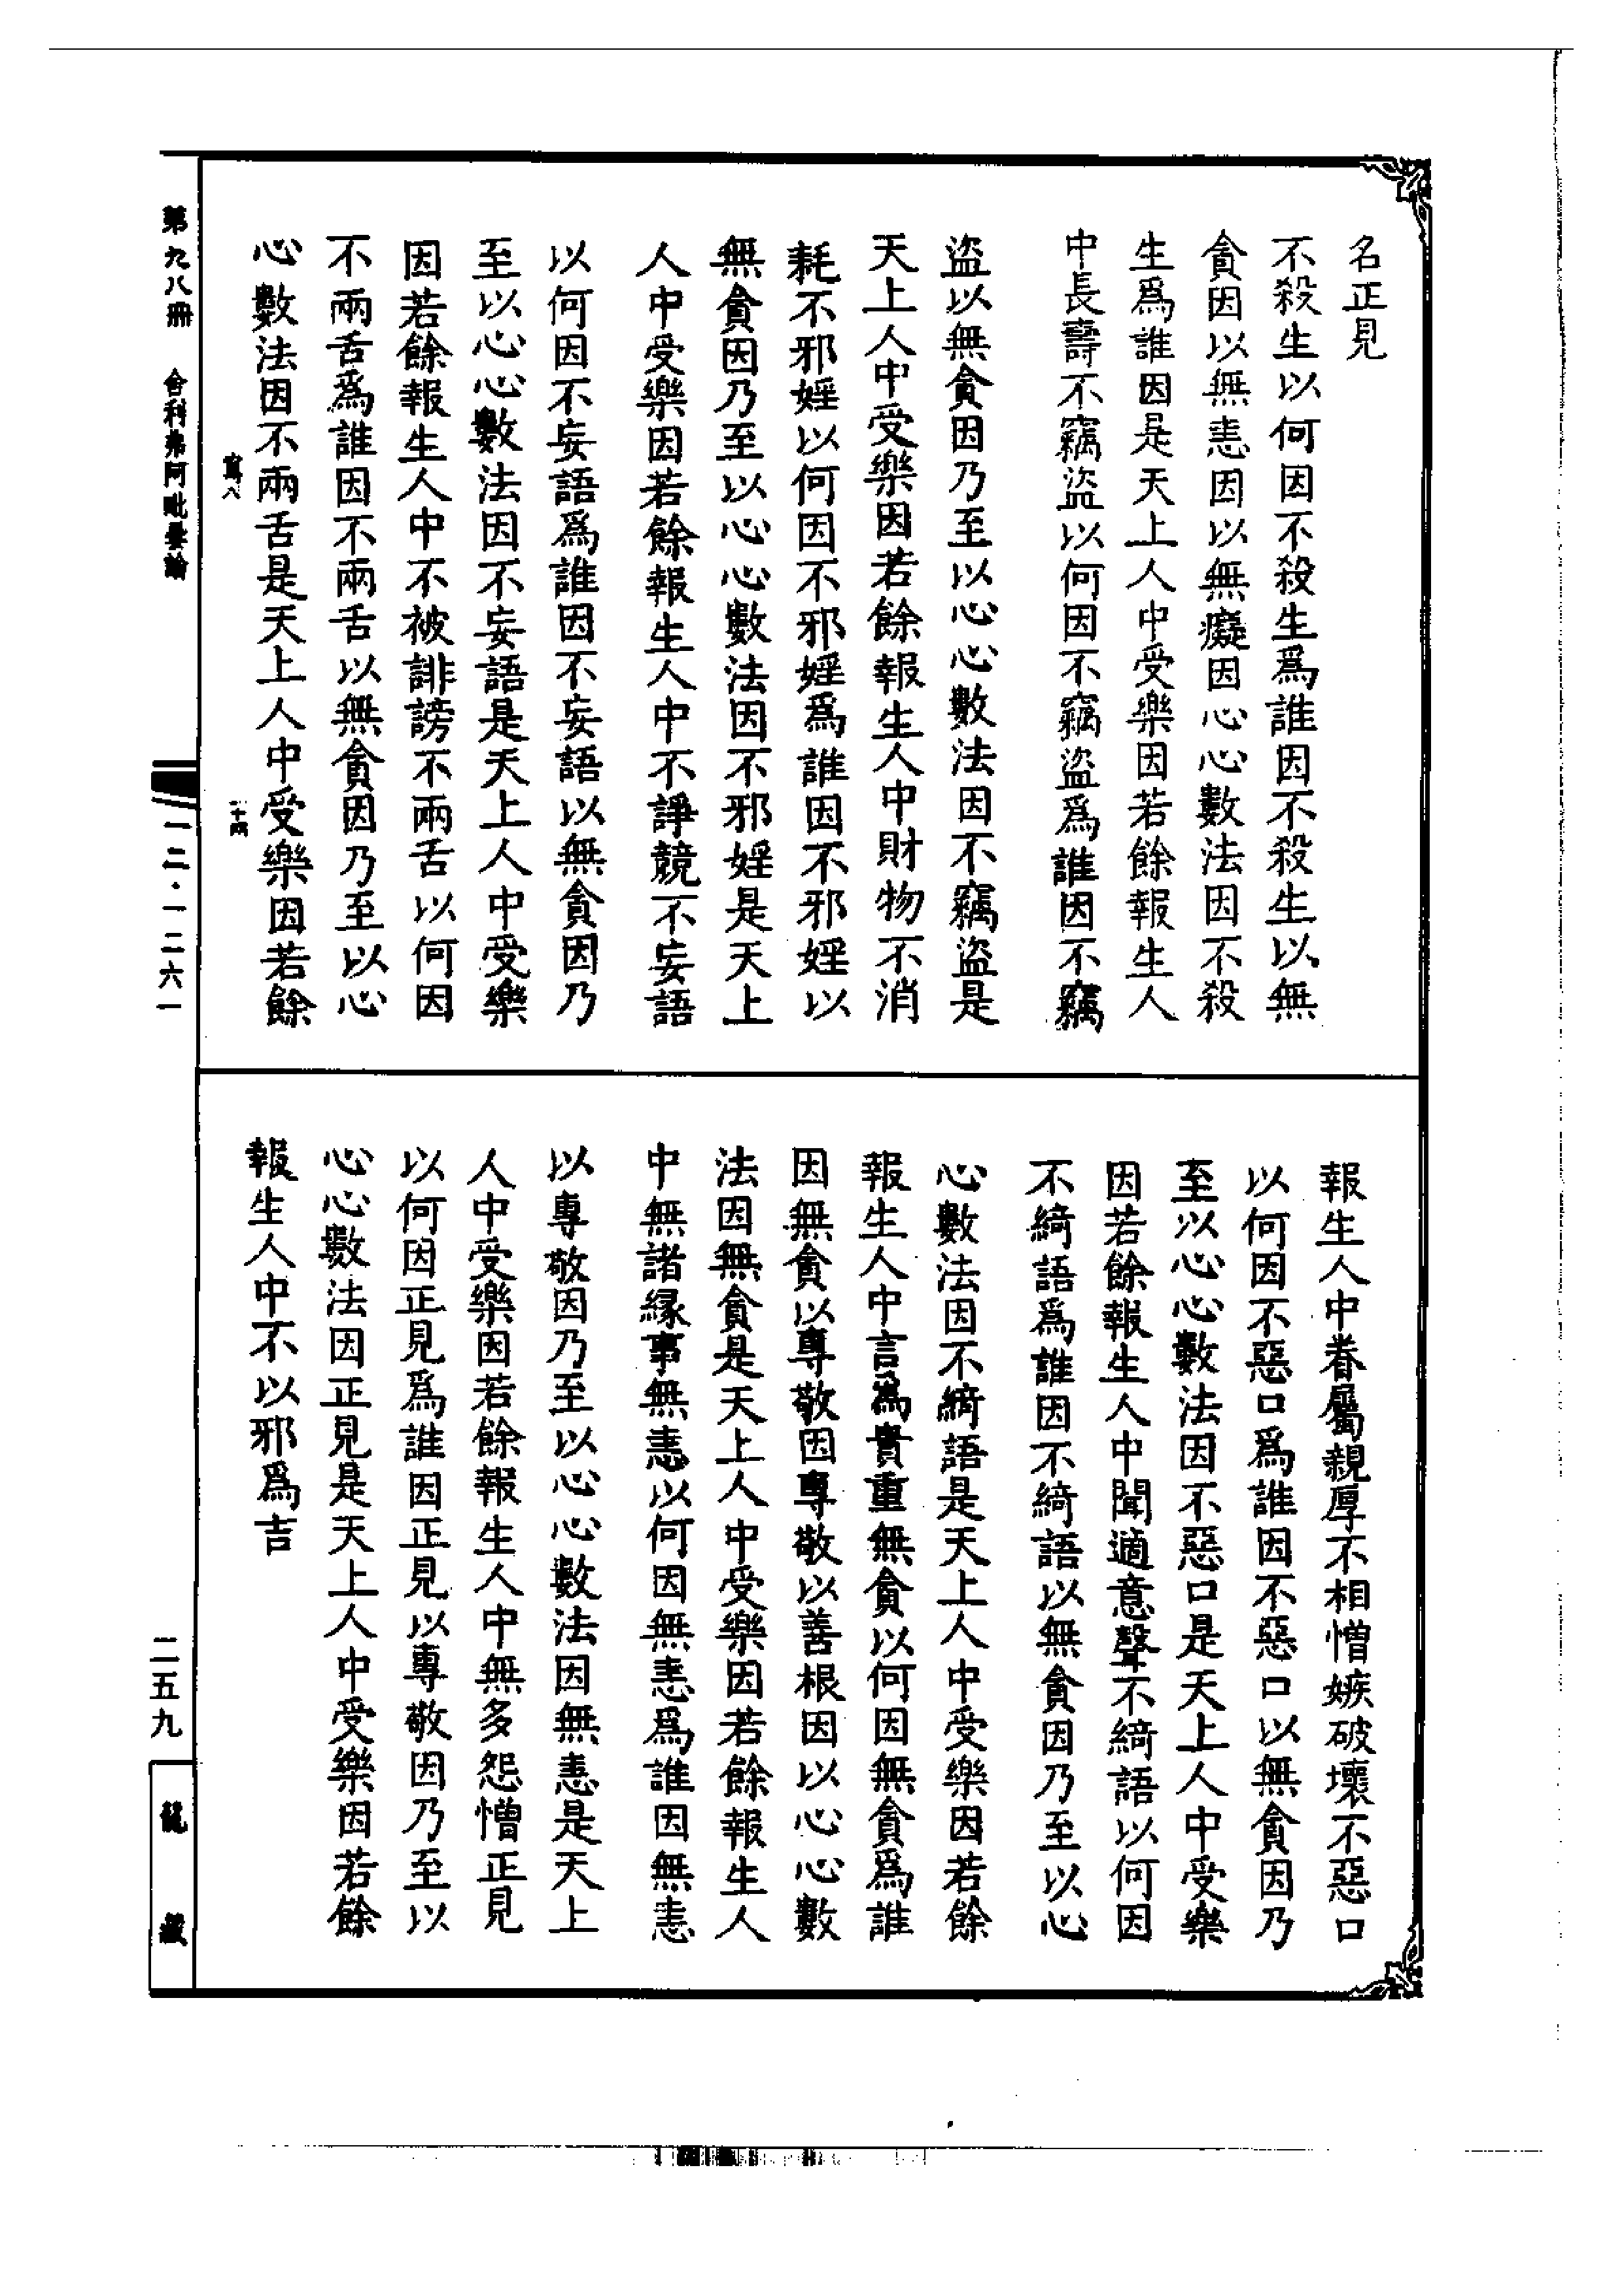 名正見
不殺生以何因不殺生爲誰因不殺生以無
貪因以無恚因以無癡因心心數法因不殺
生爲誰因是天上人中受樂因若餘報生人
中長壽不竊盜以何因不竊盜爲誰因不竊
盜以無貪因乃至以心心數法因不竊盜是
天上人中受樂因若餘報生人中財物不消
耗不邪婬以何因不邪婬爲誰因不邪婬以
無貪因乃至以心心數法因不邪婬是天上
人中受樂因若餘報生人中不諍競不妄語
以何因不妄語爲誰因不妄語以無貪因乃
至以心心數法因不妄語是天上人中受樂
因若餘報生人中不被誹謗不兩舌以何因
不兩舌爲誰因不兩舌以無貪因乃至以心
心數法因不兩舌是天上人中受樂因若餘
報生人中眷屬親厚不相憎嫉破壞不惡口
以何因不惡口爲誰因不惡口以無貪因乃
至以心心數法因不惡口是天上人中受樂
因若餘報生人中聞適意聲不綺語以何因
不綺語爲誰因不綺語以無貪因乃至以心
心數法因不綺語是天上人中受樂因若餘
報生人中言爲貴重無貪以何因無貪爲誰
因無貪以專敬因專敬以善根因以心心數
法因無貪是天上人中受樂因若餘報生人
中無諸緣事無恚以何因無恚爲誰因無恚
以專敬因乃至以心心數法因無恚是天上
人中受樂因若餘報生人中無多怨憎正見
以何因正見爲誰因正見以專敬因乃至以
心心數法因正見是天上人中受樂因若餘
報生人中不以邪爲吉
第九八冊 舍利弗阿毗曇論
一二·一二六一
二五九
龍藏